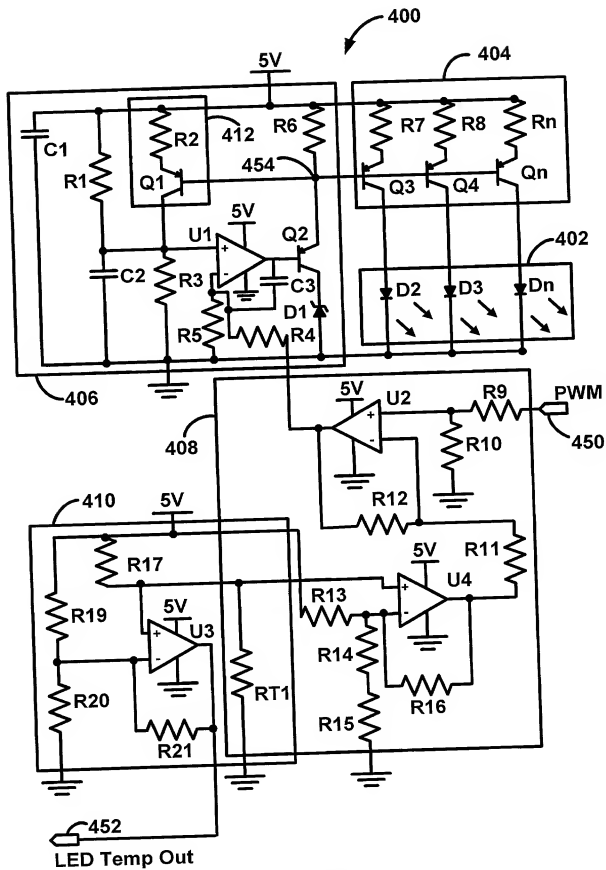 400
5V
404
C1
R2
412
R6
R7
R8
Rn
R1
Q1
454
Q3
Q4
Qn
5V
U1
+
-
Q2
402
C2
R3
C3
D1
D2
D3
Dn
R5
R4
406
408
5V
U2
+
-
R9
PWM
450
R10
410
5V
R12
R11
R17
5V
U4
+
-
R19
5V
U3
+
-
R13
R14
R20
RT1
R16
R21
R15
452
LED Temp Out